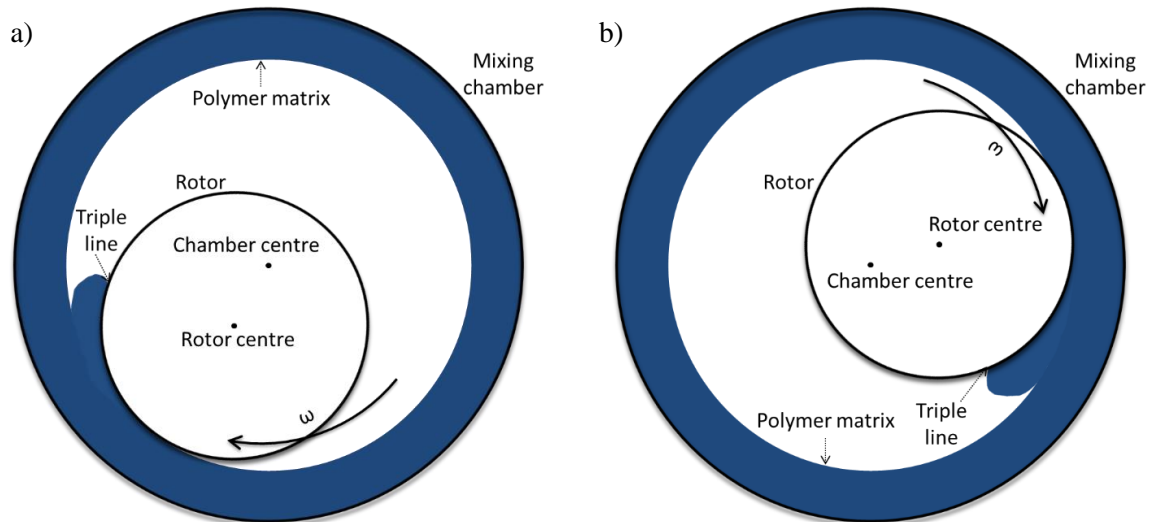 a)
Mixing
chamber
Polymer matrix
Rotor
Triple
line
Chamber centre
Rotor centre
ω
b)
Mixing
chamber
ω
Rotor
Rotor centre
Chamber centre
Polymer matrix
Triple
line